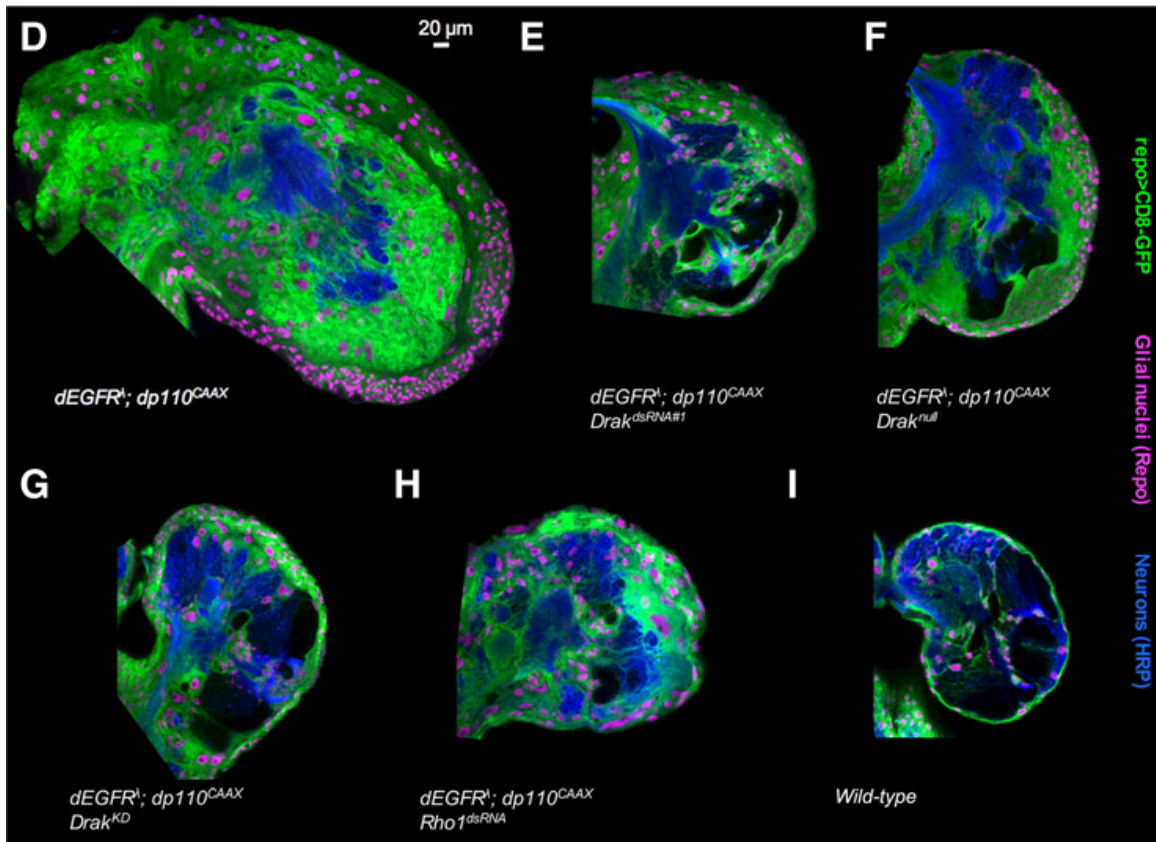 D
20 μm
E
F
dEGFRλ; dp110CAAX
dEGFRλ; dp110CAAX
DrakdsRNA#1
dEGFRλ; dp110CAAX
Draknull
G
H
I
dEGFRλ; dp110CAAX
DrakKD
dEGFRλ; dp110CAAX
Rho1dsRNA
Wild-type
repo>CD8-GFP
Glial nuclei (Repo)
Neurons (HRP)